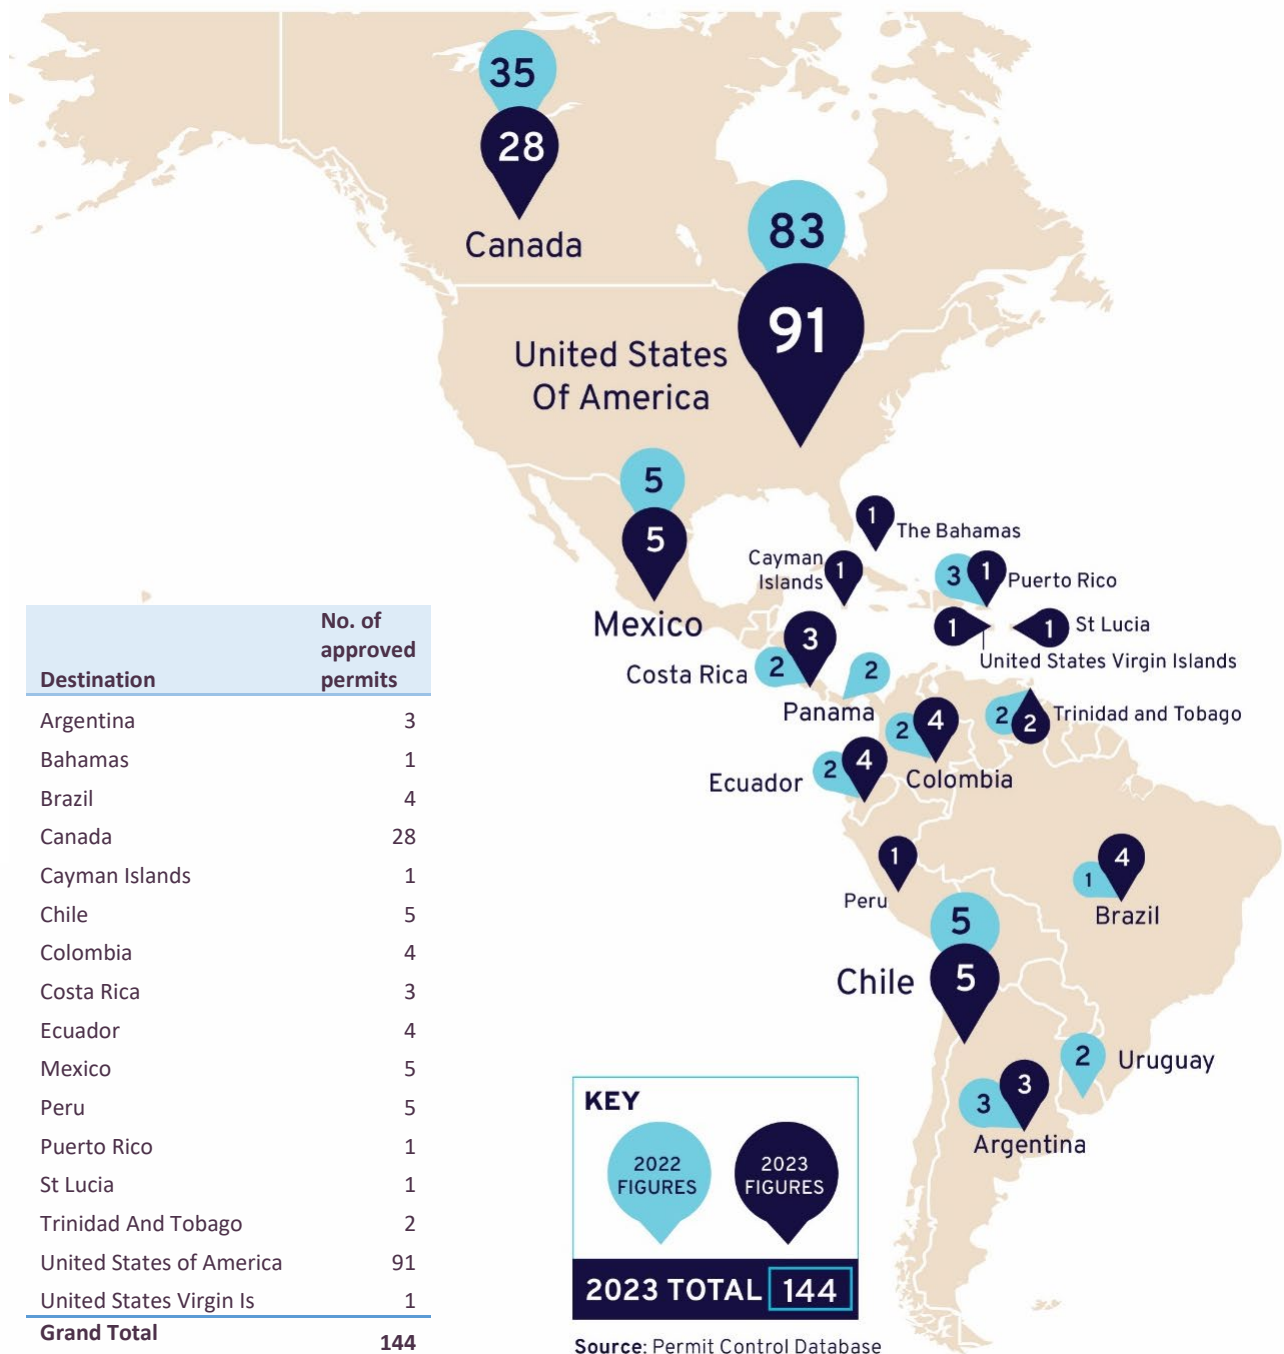 35
28
Canada
83
91
United States
Of America
5
5
Mexico
1
The Bahamas
Cayman
Islands
1
3
1
Puerto Rico
1
1
St Lucia
United States Virgin Islands
3
2
Costa Rica
2
Panama
2
4
Colombia
2
2
Trinidad and Tobago
2
4
Ecuador
1
Peru
4
1
Brazil
5
5
Chile
2
Uruguay
3
3
Argentina
Destination No. of approved permits
Argentina 3
Bahamas 1
Brazil 4
Canada 28
Cayman Islands 1
Chile 5
Colombia 4
Costa Rica 3
Ecuador 4
Mexico 5
Peru 5
Puerto Rico 1
St Lucia 1
Trinidad And Tobago 2
United States of America 91
United States Virgin Is 1
Grand Total 144
KEY
2022
FIGURES
2023
FIGURES
2023 TOTAL 144
Source: Permit Control Database